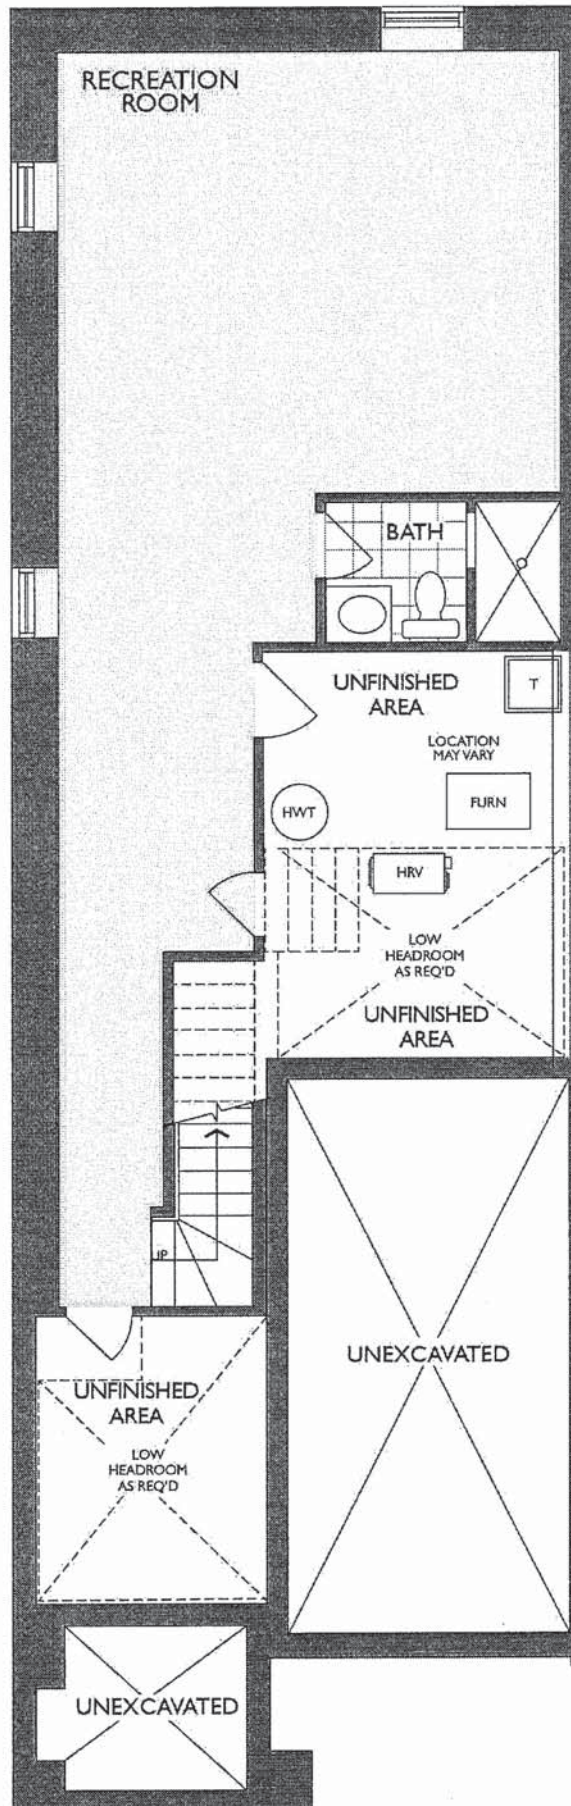 RECREATION
ROOM
BATH
UNFINISHED
AREA
T
LOCATION
MAY VARY
HWT
FURN
HRV
LOW
HEADROOM
AS REQ'D
UNFINISHED
AREA
UP
UNEXCAVATED
UNFINISHED
AREA
LOW
HEADROOM
AS REQ'D
UNEXCAVATED